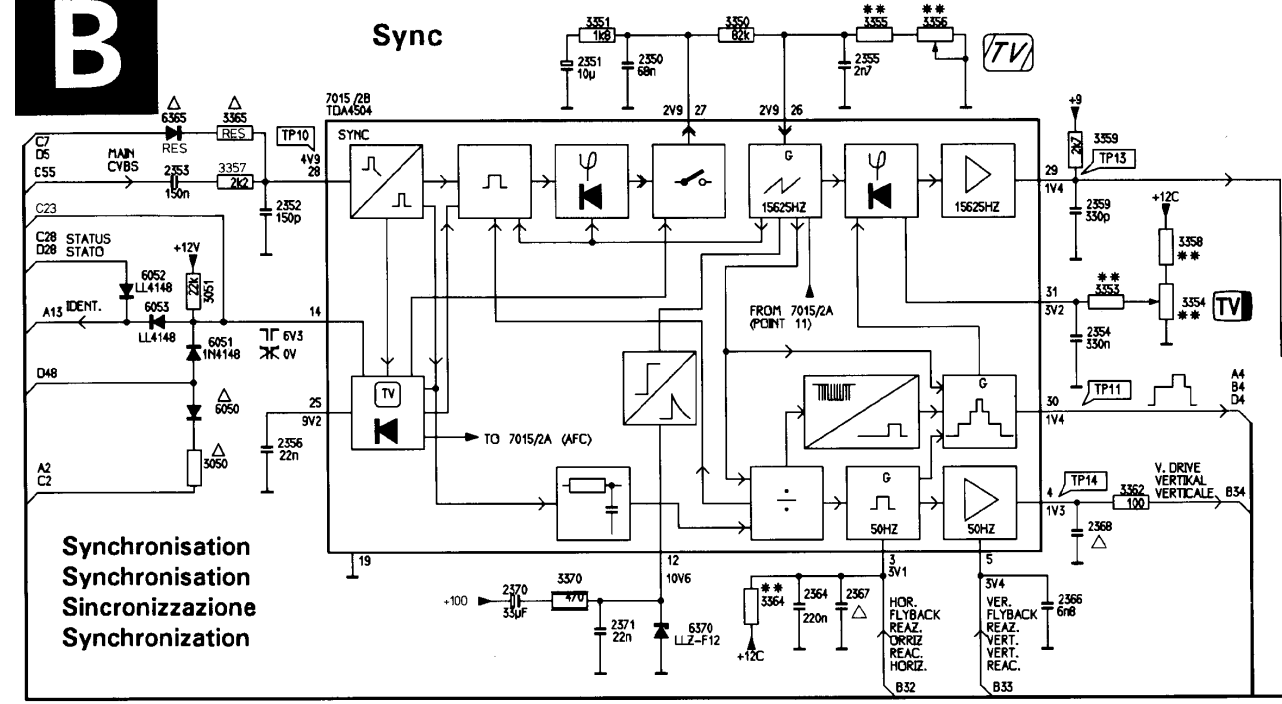 B
Sync
3351
1k8
2351
10µ
2350
68n
3350
82k
**
3355
**
3356
2355
2n7
TV
7015 /2B
TDA4504
SYNC
2V9 27
2V9 26
C7
D5
6365
RES
3365
RES
TP10
4V9
28
C55
MAIN
CVBS
2353
150n
3357
2k2
2352
150p
C23
C28
D28
STATUS
STATO
+12V
22k
3051
6052
LL4148
A13
IDENT.
6053
LL4148
6051
1N4148
14
6V3
0V
D48
6050
3050
25
9V2
2356
22n
A2
C2
G
15625HZ
15625HZ
29
1V4
+9
2k7
3359
TP13
2359
330p
+12C
3358
**
31
3V2
**
3353
3354
**
TV
2354
330n
FROM 7015/2A
(POINT 11)
TV
TO 7015/2A (AFC)
G
30
1V4
TP11
A4
B4
D4
G
50HZ
50HZ
4
1V3
TP14
3362
100
V. DRIVE
VERTIKAL
VERTICALE
B34
2368
19
12
10V6
3
3V1
5
3V4
Synchronisation
Synchronisation
Sincronizzazione
Synchronization
+100
2370
33µF
3370
470
2371
22n
6370
LLZ-F12
**
3364
+12C
2364
220n
2367
HOR.
FLYBACK
REAZ.
ORRIZ
REAC.
HORIZ.
VER.
FLYBACK
REAZ.
VERT.
VERT.
REAC.
2366
6n8
B32
B33